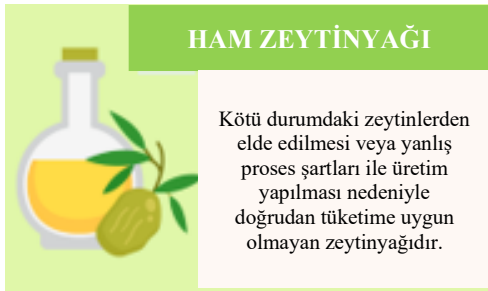 HAM ZEYTİNYAĞI
Kötü durumdaki zeytinlerden
elde edilmesi veya yanlış
proses şartları ile üretim
yapılması nedeniyle
doğrudan tüketime uygun
olmayan zeytinyağıdır.